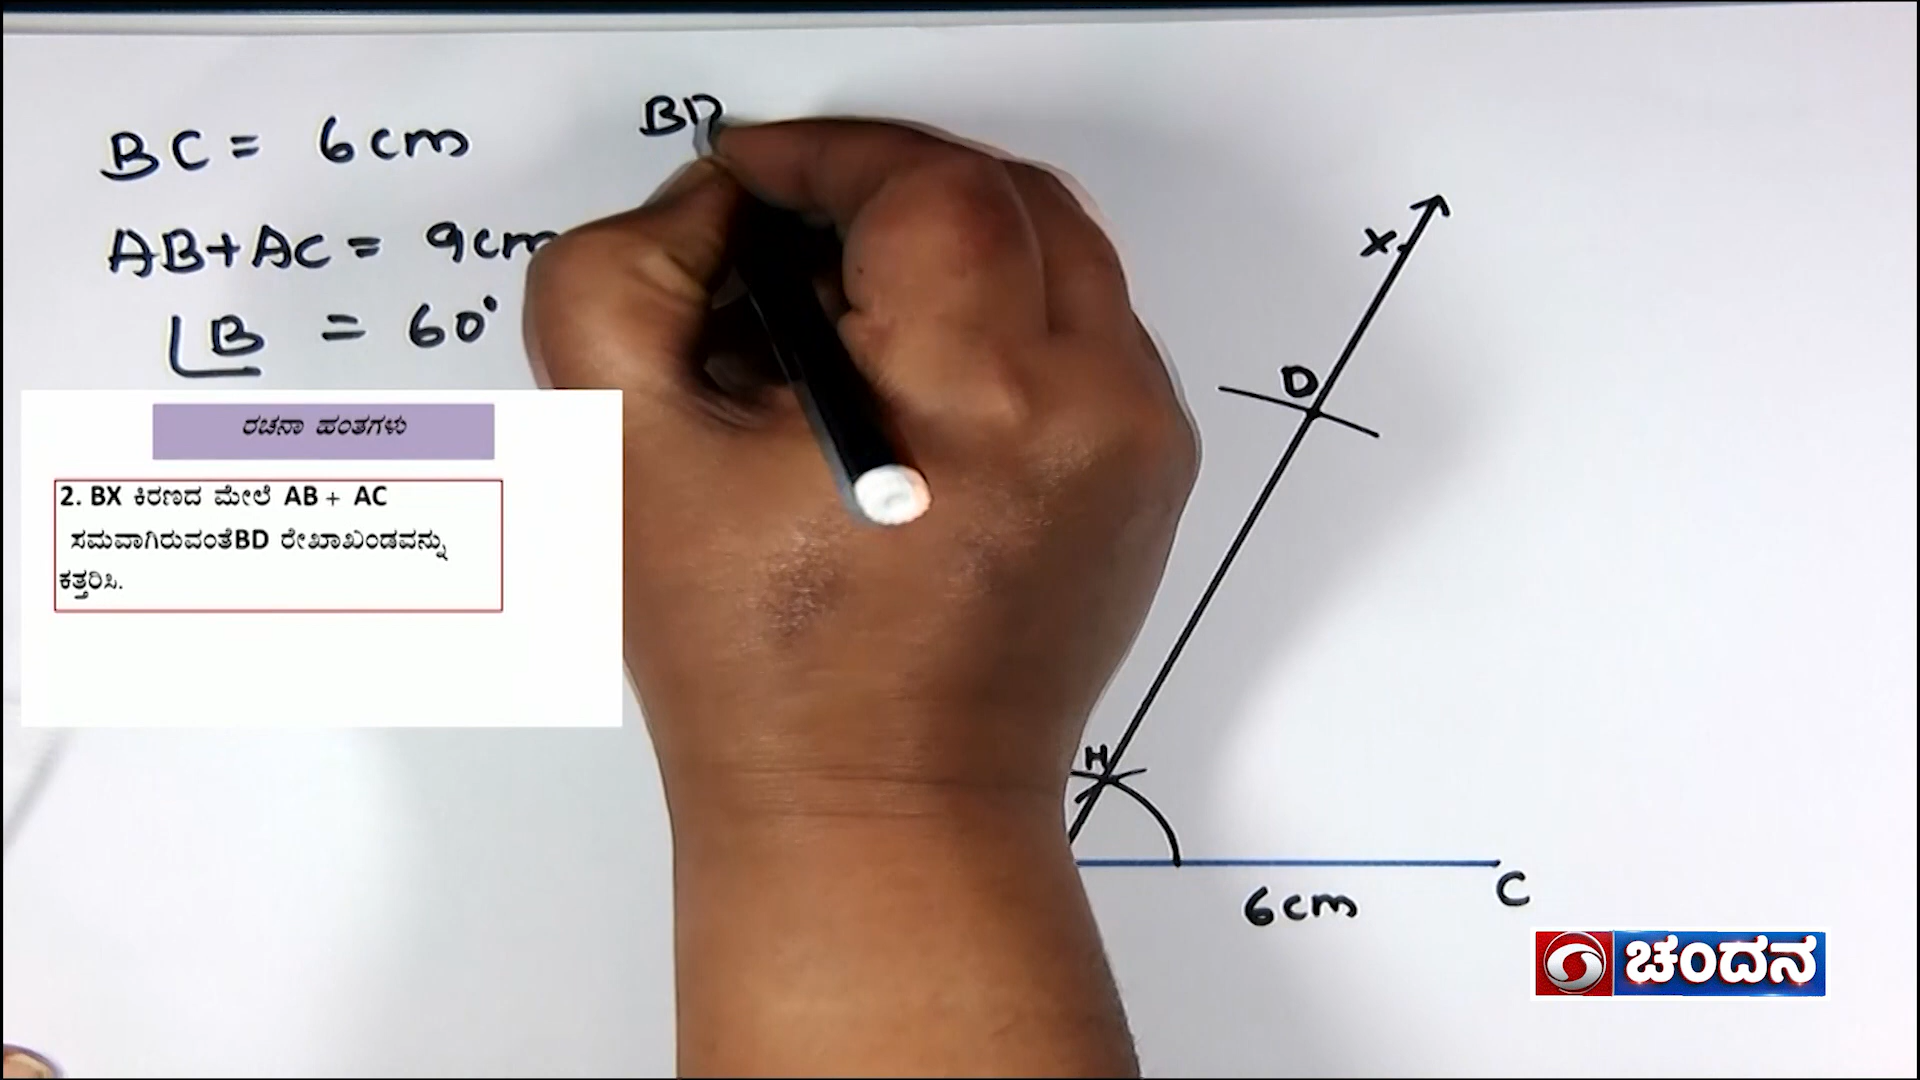 BC = 6cm
AB+AC = 9cm
∠B = 60°
BD
ರಚನಾ ಹಂತಗಳು
2. BX ಕಿರಣದ ಮೇಲೆ AB + AC
ಸಮವಾಗಿರುವಂತೆBD ರೇಖಾಖಂಡವನ್ನು
ಕತ್ತರಿಸಿ.
X
D
H
6cm
C
ಚಂದನ